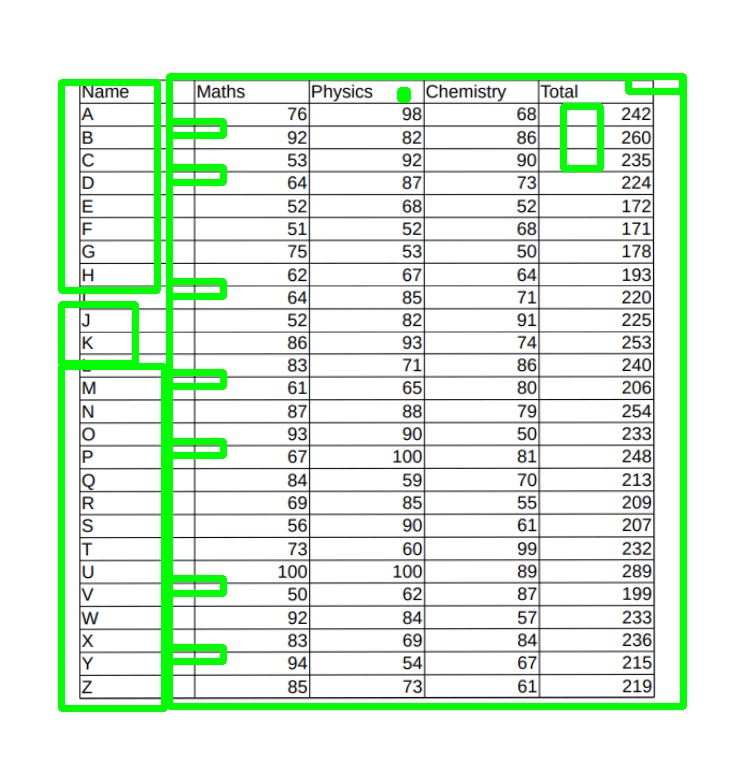 Name Maths Physics Chemistry Total
A 76 98 68 242
B 92 82 86 260
C 53 92 90 235
D 64 87 73 224
E 52 68 52 172
F 51 52 68 171
G 75 53 50 178
H 62 67 64 193
64 85 71 220
J 52 82 91 225
K 86 93 74 253
83 71 86 240
M 61 65 80 206
N 87 88 79 254
O 93 90 50 233
P 67 100 81 248
Q 84 59 70 213
R 69 85 55 209
S 56 90 61 207
T 73 60 99 232
U 100 100 89 289
V 50 62 87 199
W 92 84 57 233
X 83 69 84 236
Y 94 54 67 215
Z 85 73 61 219